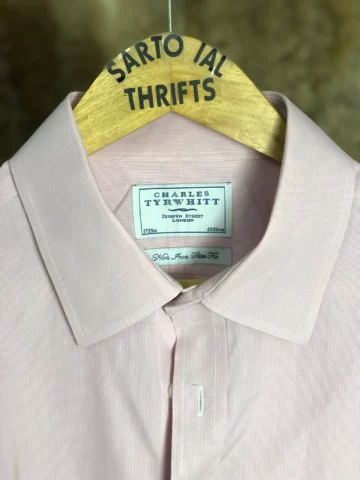 SARTO IAL
THRIFTS
CHARLES
TYRWHITT
JERMYN STREET
LONDON
Non Iron Slim Fit